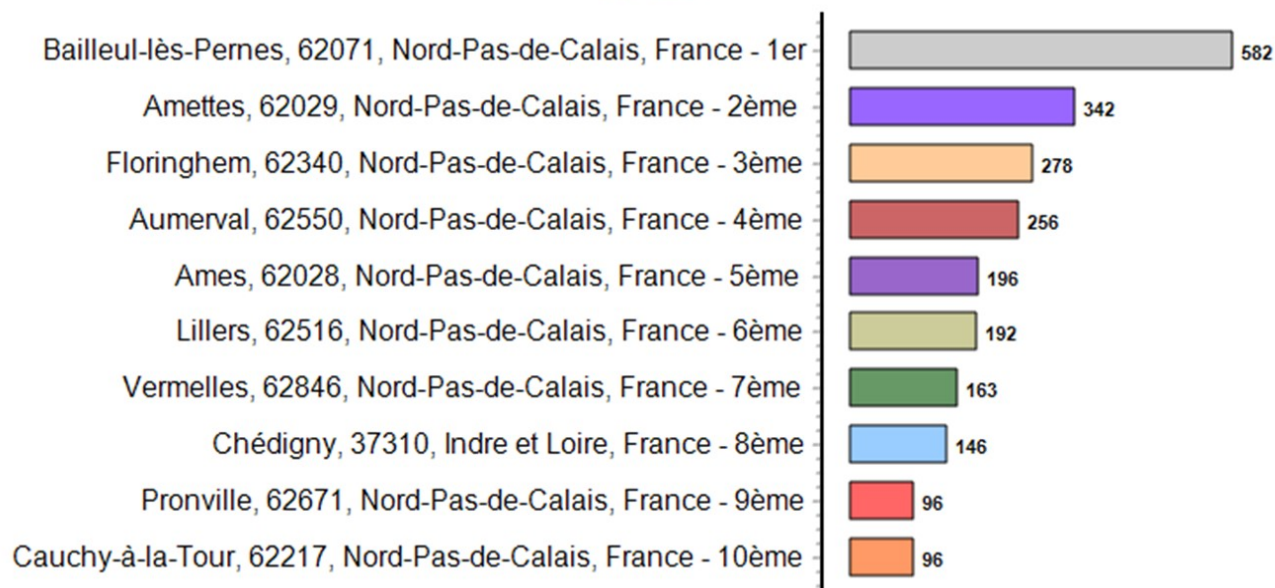 Bailleul-lès-Pernes, 62071, Nord-Pas-de-Calais, France - 1er 582
Amettes, 62029, Nord-Pas-de-Calais, France - 2ème 342
Floringhem, 62340, Nord-Pas-de-Calais, France - 3ème 278
Aumerval, 62550, Nord-Pas-de-Calais, France - 4ème 256
Ames, 62028, Nord-Pas-de-Calais, France - 5ème 196
Lillers, 62516, Nord-Pas-de-Calais, France - 6ème 192
Vermelles, 62846, Nord-Pas-de-Calais, France - 7ème 163
Chédigny, 37310, Indre et Loire, France - 8ème 146
Pronville, 62671, Nord-Pas-de-Calais, France - 9ème 96
Cauchy-à-la-Tour, 62217, Nord-Pas-de-Calais, France - 10ème 96